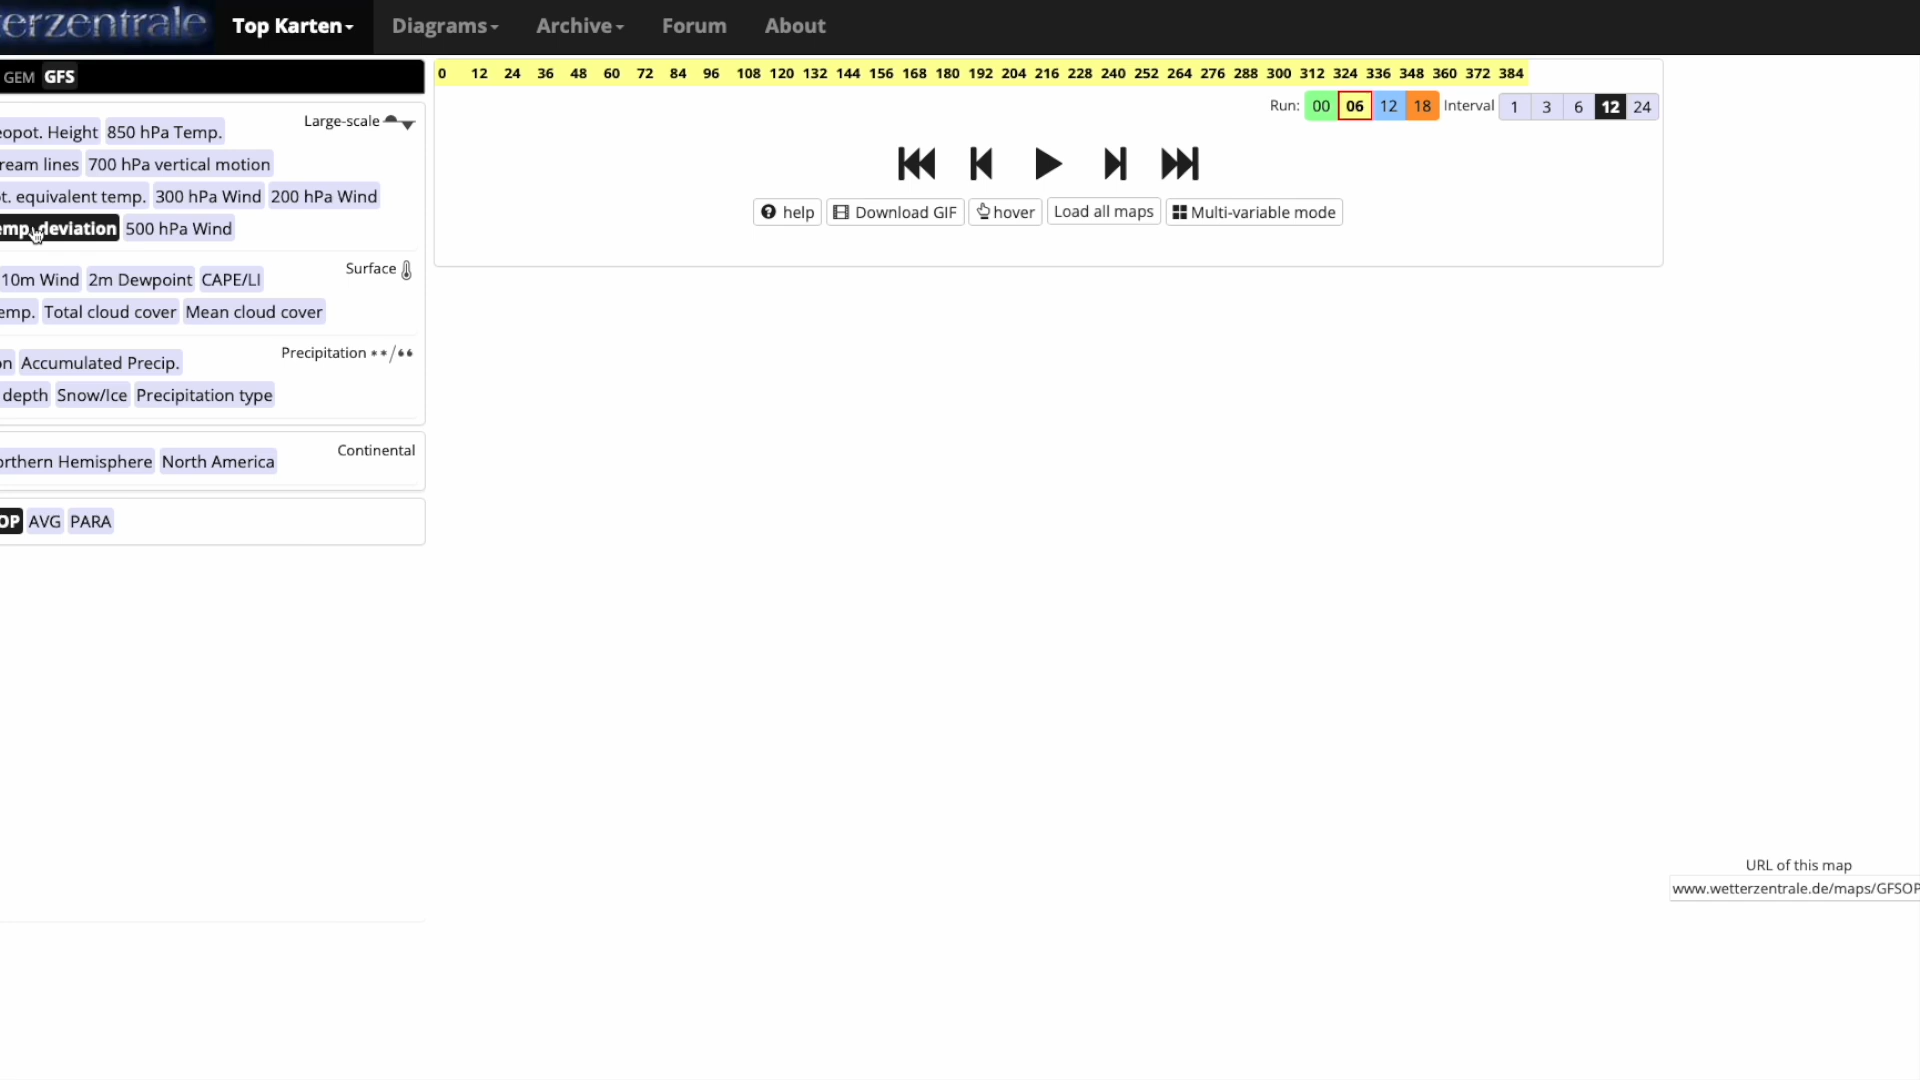 erzentrale Top Karten Diagrams Archive Forum About
GEM GFS
0 12 24 36 48 60 72 84 96 108 120 132 144 156 168 180 192 204 216 228 240 252 264 276 288 300 312 324 336 348 360 372 384
Run: 00 06 12 18 Interval 1 3 6 12 24
Large-scale
eopot. Height 850 hPa Temp.
ream lines 700 hPa vertical motion
ot. equivalent temp. 300 hPa Wind 200 hPa Wind
emp. deviation 500 hPa Wind
help Download GIF hover Load all maps Multi-variable mode
Surface
10m Wind 2m Dewpoint CAPE/LI
emp. Total cloud cover Mean cloud cover
Precipitation **/
on Accumulated Precip.
depth Snow/Ice Precipitation type
Continental
orthern Hemisphere North America
OP AVG PARA
URL of this map
www.wetterzentrale.de/maps/GFSOP